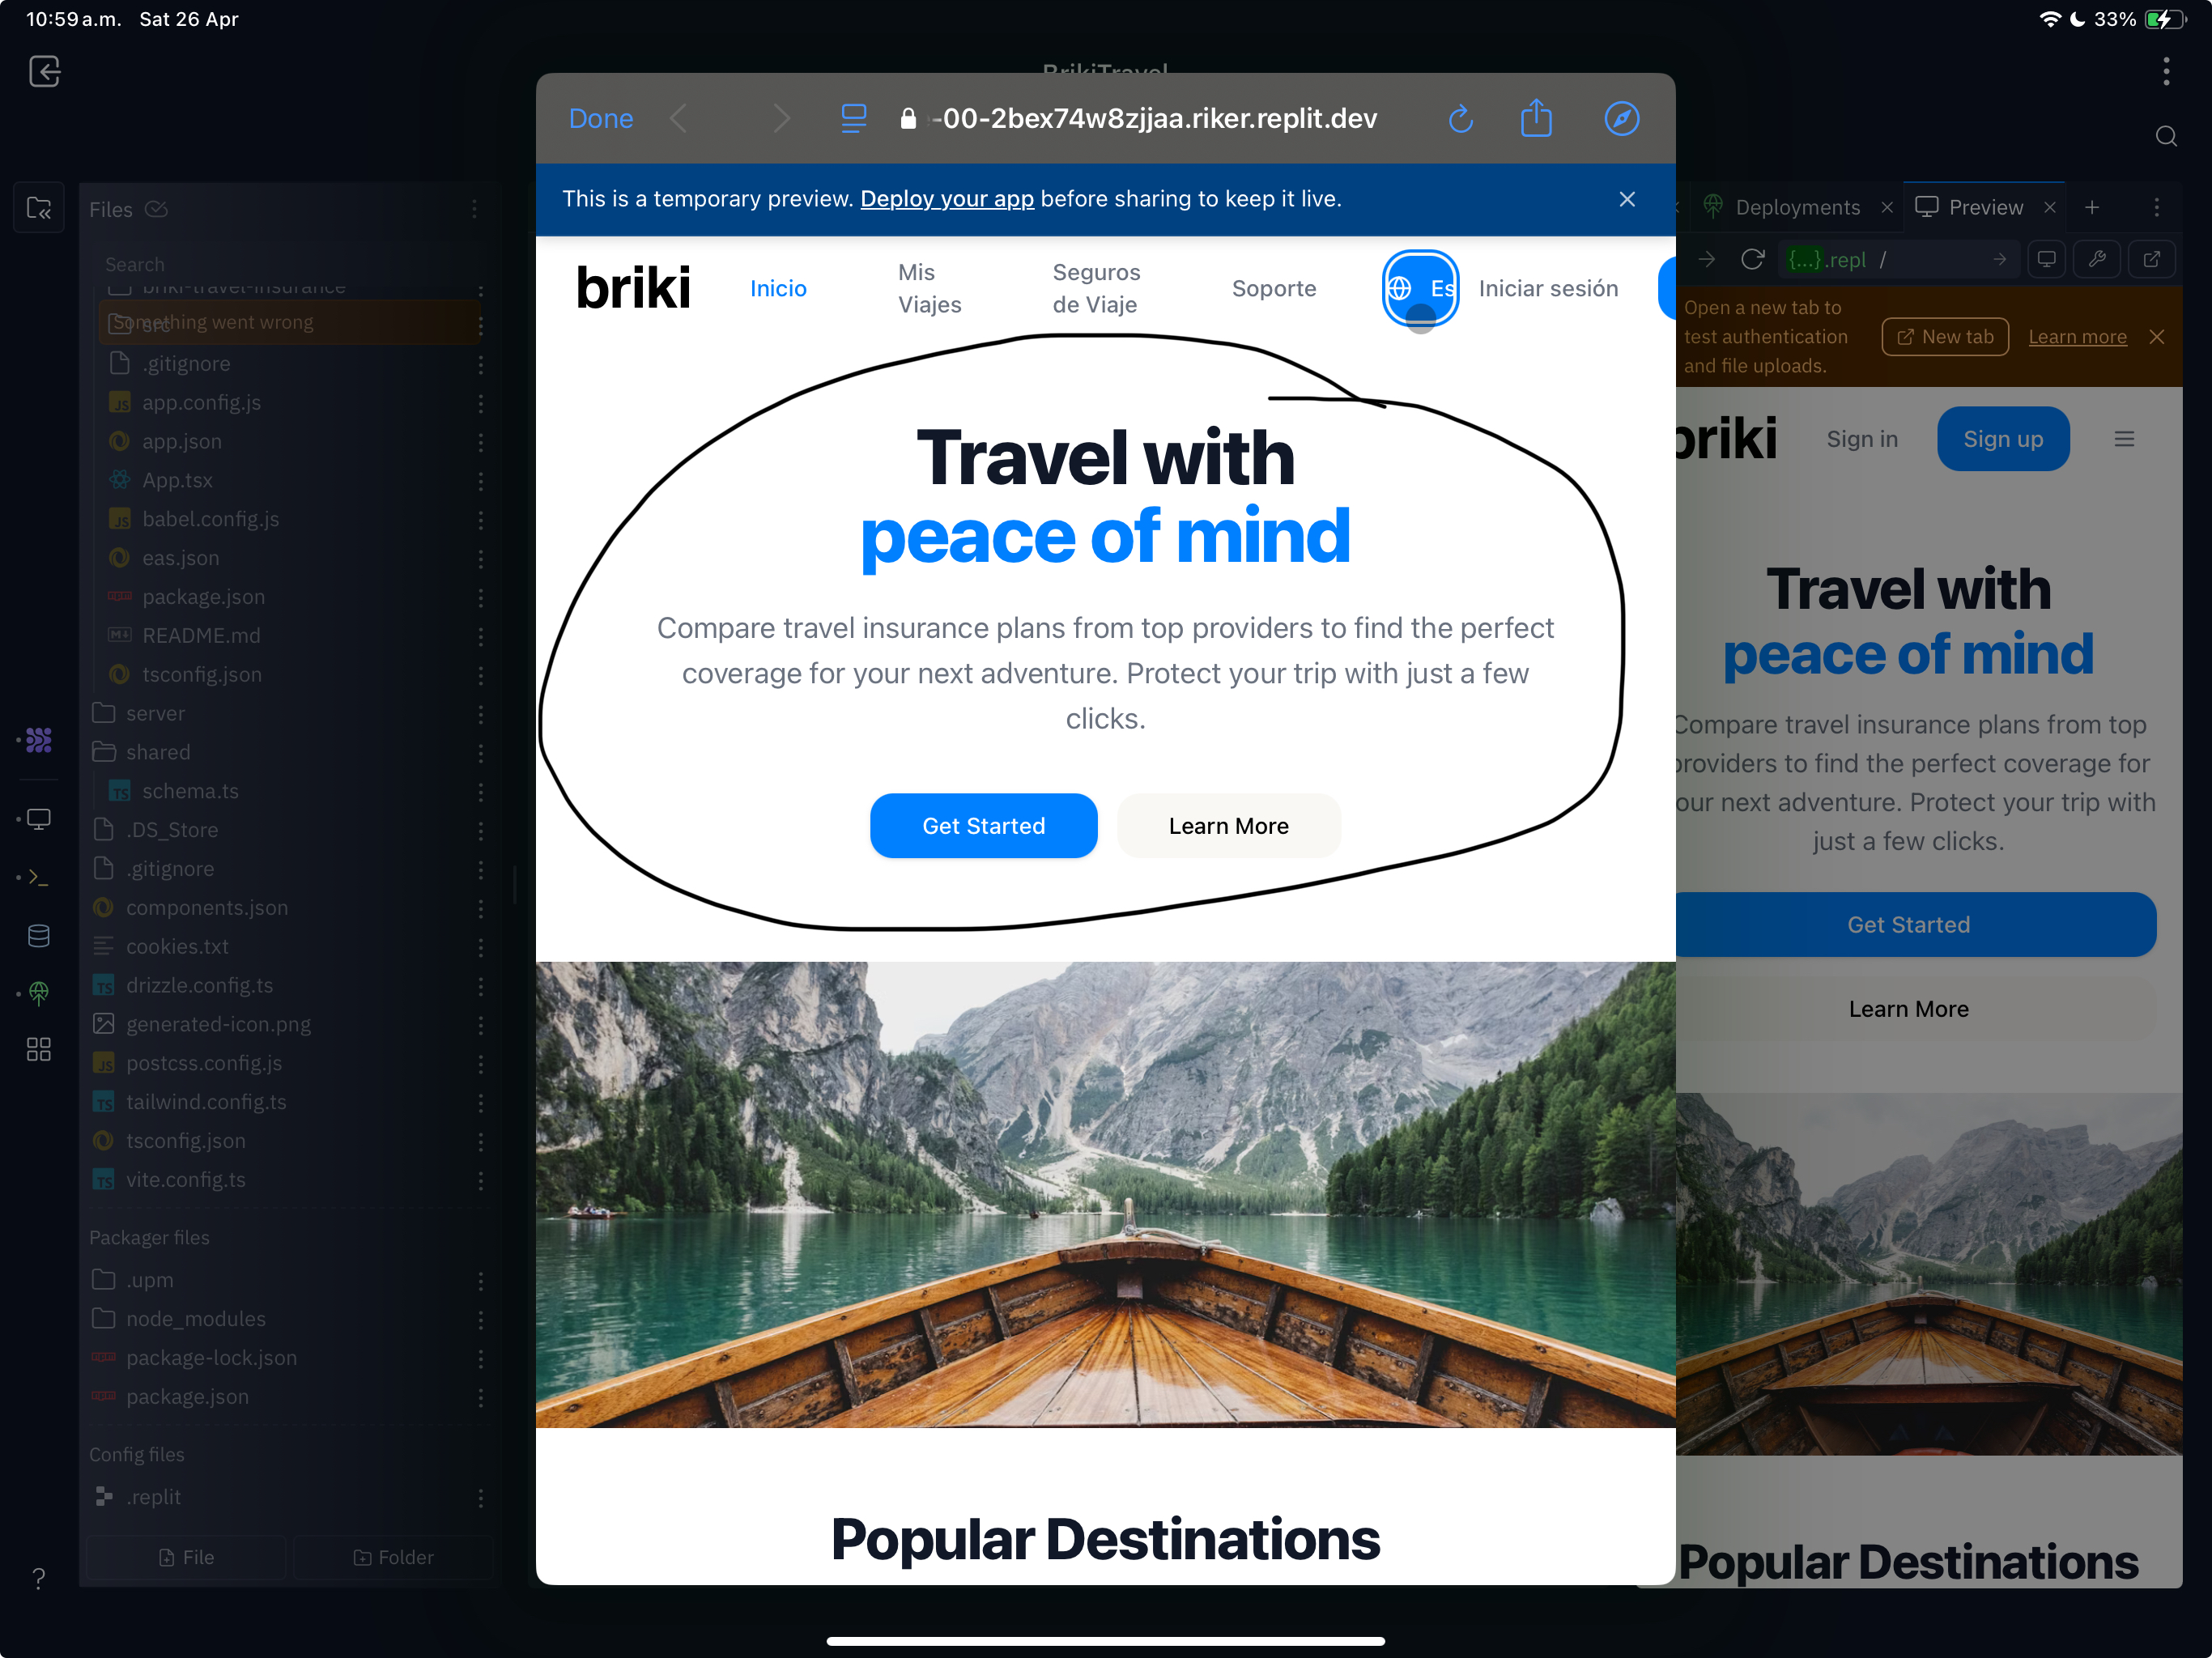 10:59 a.m. Sat 26 Apr
33%
BrikiTravel
Done
-00-2bex74w8zjjaa.riker.replit.dev
This is a temporary preview. Deploy your app before sharing to keep it live.
briki
Inicio
Mis
Viajes
Seguros
de Viaje
Soporte
Es
Iniciar sesión
Travel with
peace of mind
Compare travel insurance plans from top providers to find the perfect
coverage for your next adventure. Protect your trip with just a few
clicks.
Get Started
Learn More
Popular Destinations
Files
Search
briki-travel-insurance
Something went wrong
src
.gitignore
app.config.js
app.json
App.tsx
babel.config.js
eas.json
package.json
README.md
tsconfig.json
server
shared
schema.ts
.DS_Store
.gitignore
components.json
cookies.txt
drizzle.config.ts
generated-icon.png
postcss.config.js
tailwind.config.ts
tsconfig.json
vite.config.ts
Packager files
.upm
node_modules
package-lock.json
package.json
Config files
.replit
File
Folder
Deployments
Preview
{...}.repl /
Open a new tab to
test authentication
and file uploads.
New tab
Learn more
briki
Sign in
Sign up
Travel with
peace of mind
Compare travel insurance plans from top
providers to find the perfect coverage for
our next adventure. Protect your trip with
just a few clicks.
Get Started
Learn More
Popular Destinations